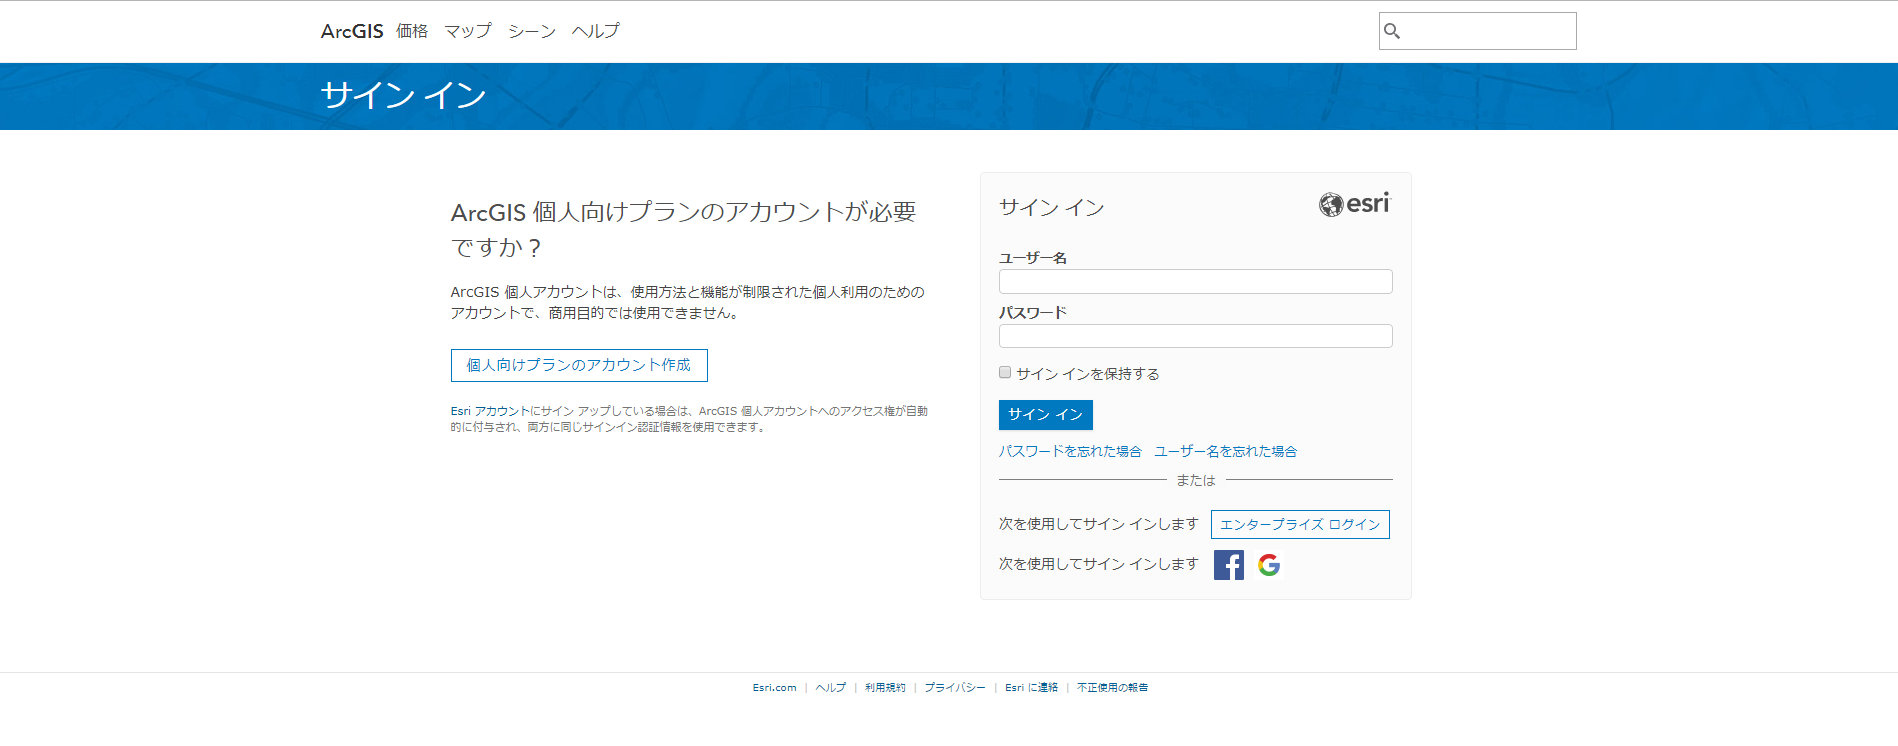 ArcGIS 価格 マップ シーン ヘルプ
サイン イン
ArcGIS 個人向けプランのアカウントが必要
ですか？
ArcGIS 個人アカウントは、使用方法と機能が制限された個人利用のための
アカウントで、商用目的では使用できません。
個人向けプランのアカウント作成
Esri アカウントにサイン アップしている場合は、ArcGIS 個人アカウントへのアクセス権が自動
的に付与され、両方に同じサインイン認証情報を使用できます。
サイン イン
esri
ユーザー名
パスワード
サイン インを保持する
サイン イン
パスワードを忘れた場合 ユーザー名を忘れた場合
または
次を使用してサイン インします エンタープライズ ログイン
次を使用してサイン インします
Esri.com | ヘルプ | 利用規約 | プライバシー | Esri に連絡 | 不正使用の報告